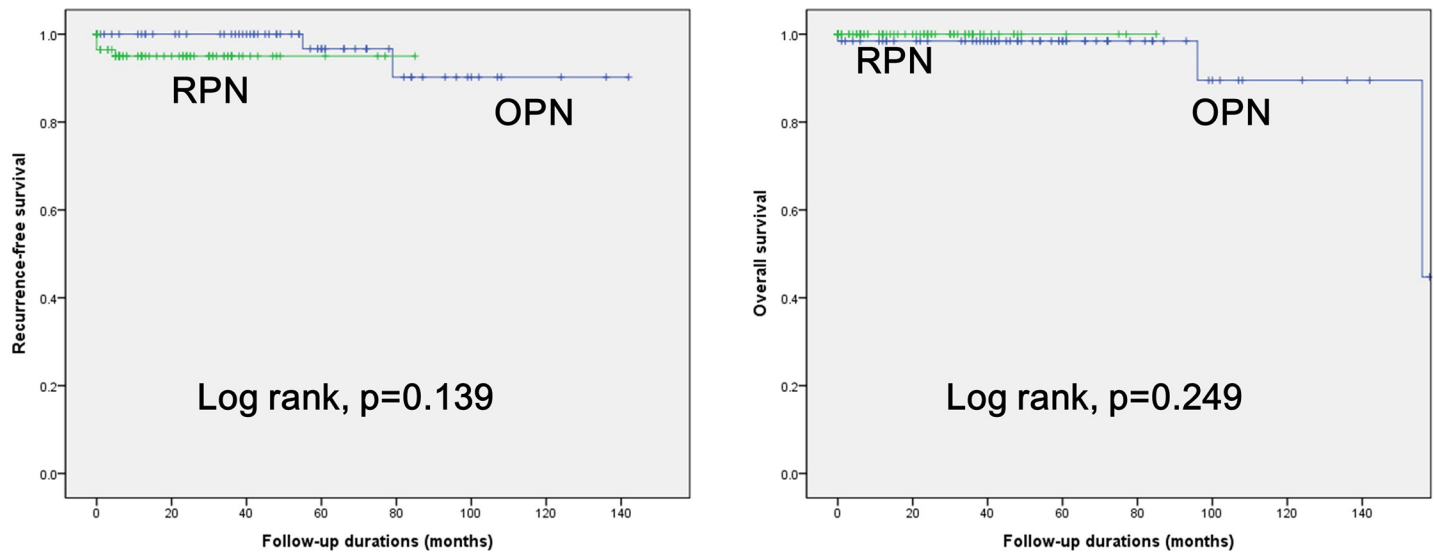 Recurrence-free survival
1.0
0.8
0.6
0.4
0.2
0.0
RPN
OPN
Log rank, p=0.139
0 20 40 60 80 100 120 140
Follow-up durations (months)
Overall survival
1.0
0.8
0.6
0.4
0.2
0.0
RPN
OPN
Log rank, p=0.249
0 20 40 60 80 100 120 140
Follow-up durations (months)